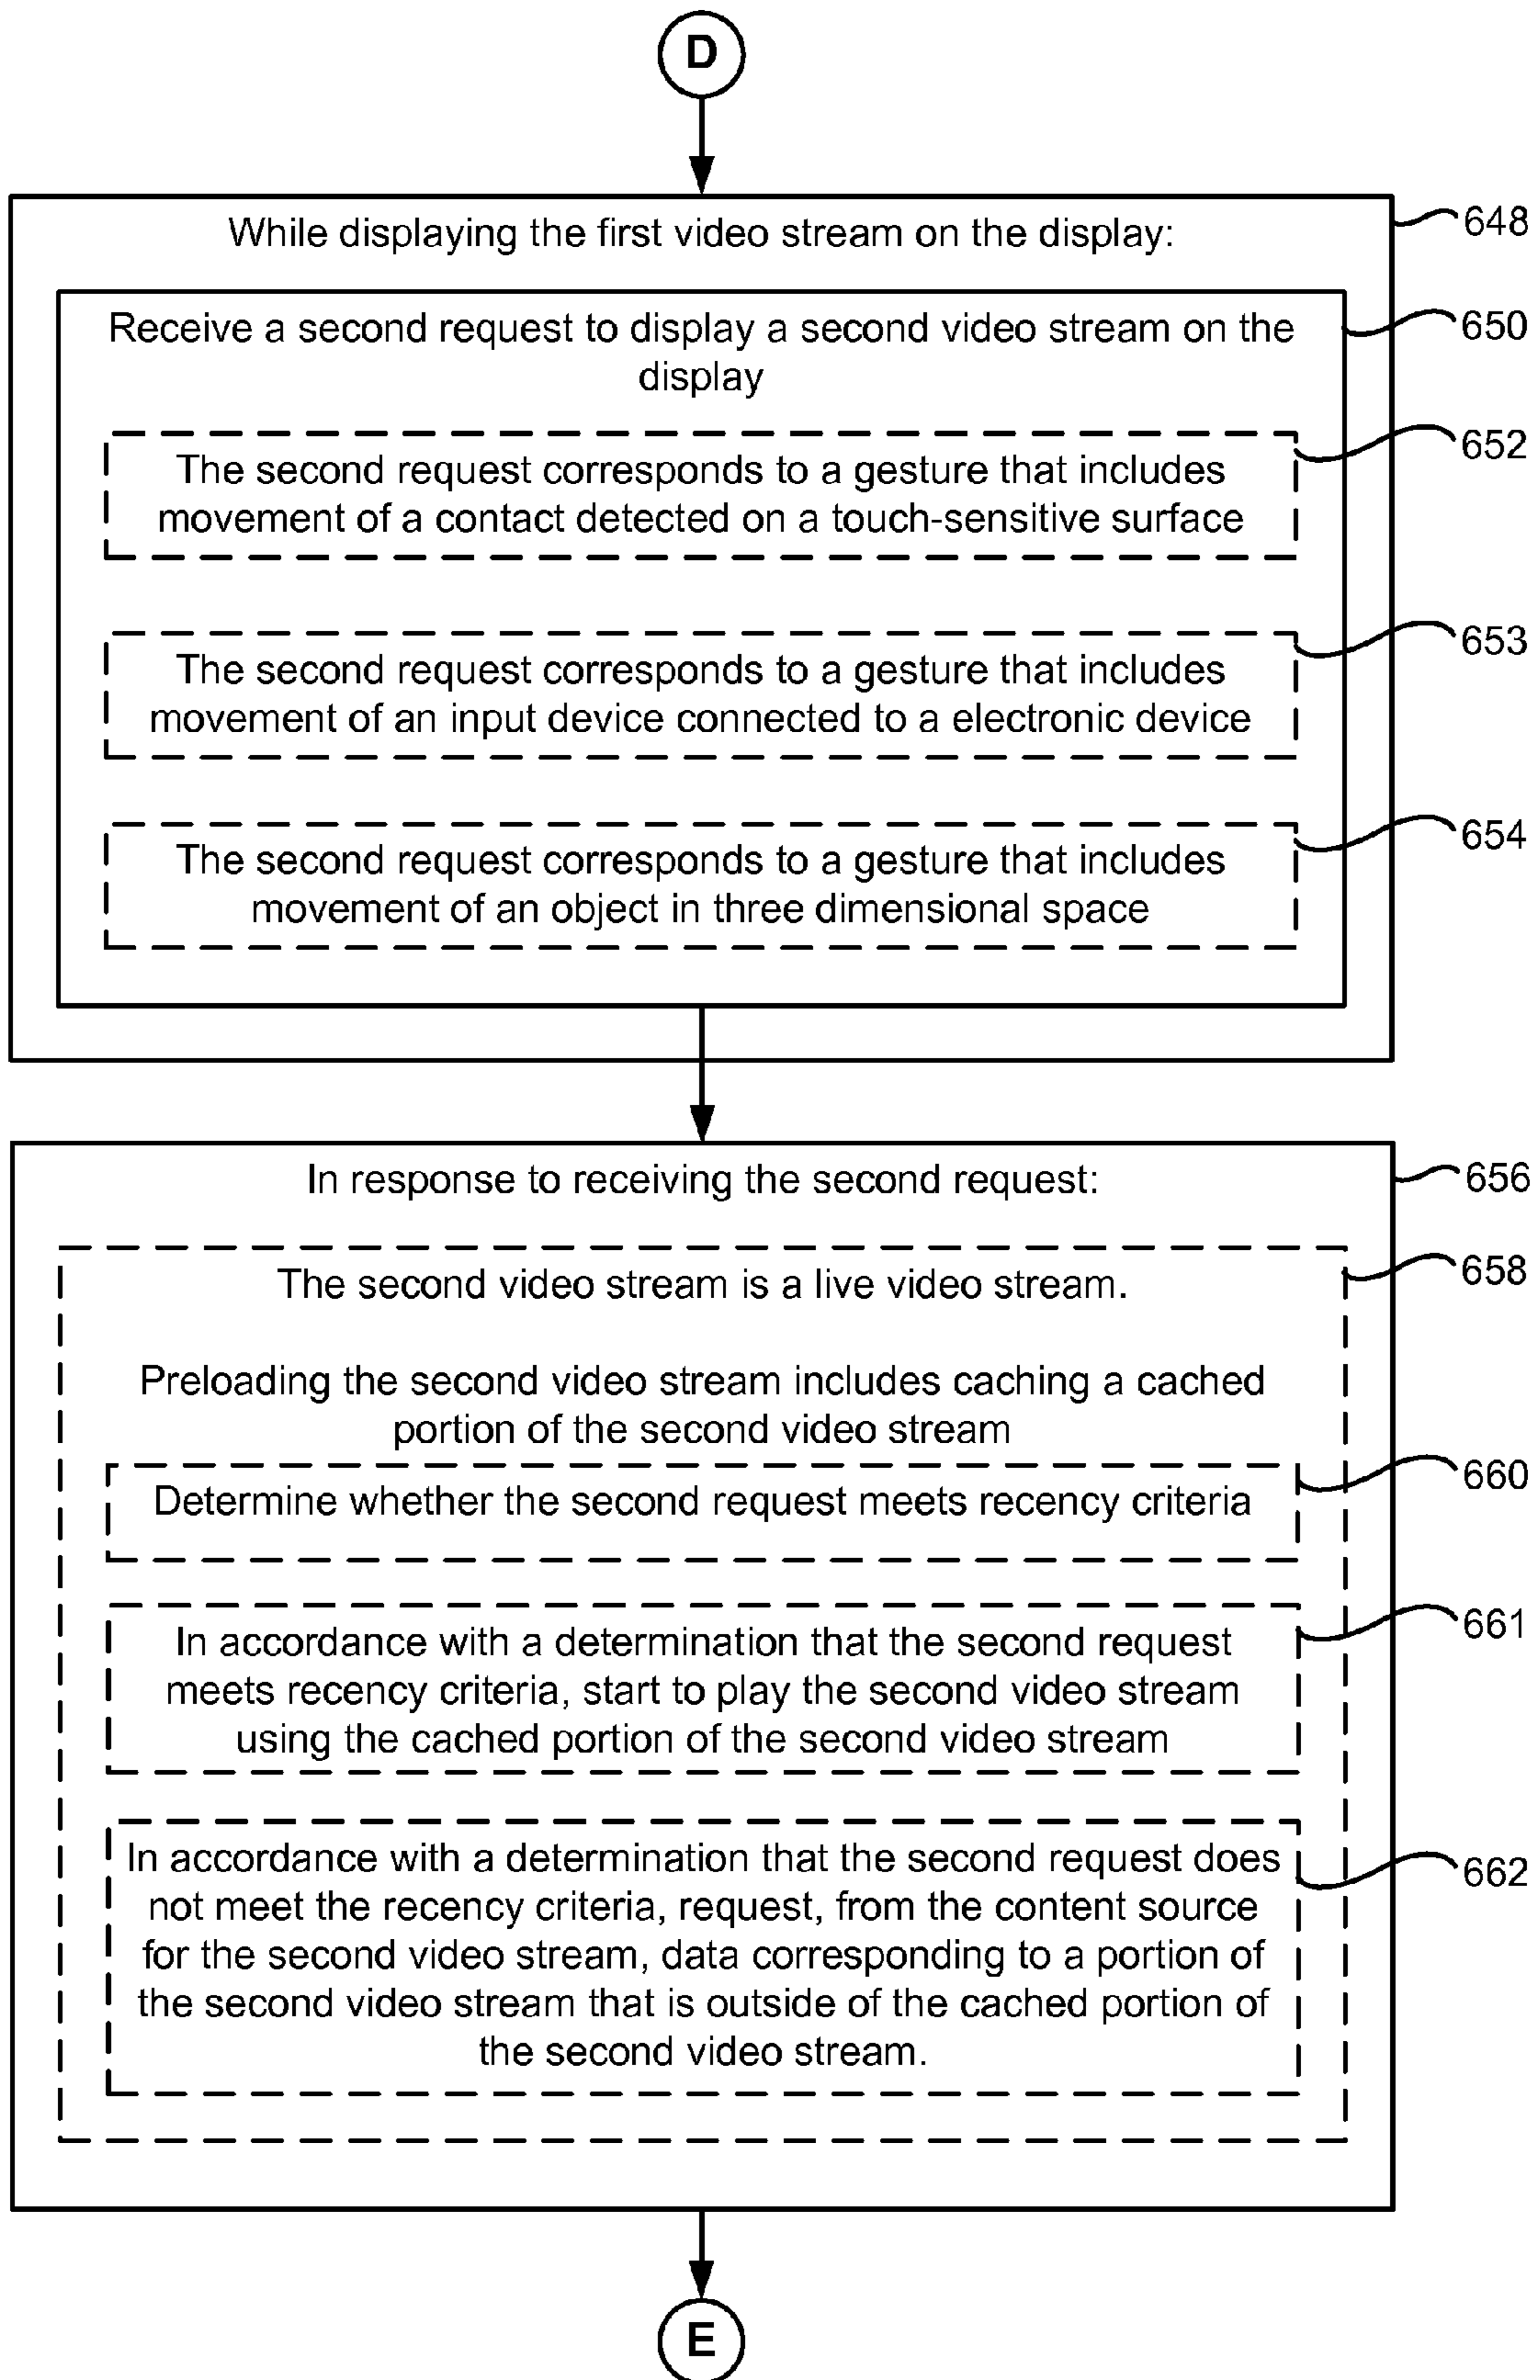 D
While displaying the first video stream on the display:
648
Receive a second request to display a second video stream on the
display
650
The second request corresponds to a gesture that includes
movement of a contact detected on a touch-sensitive surface
652
The second request corresponds to a gesture that includes
movement of an input device connected to a electronic device
653
The second request corresponds to a gesture that includes
movement of an object in three dimensional space
654
In response to receiving the second request:
656
The second video stream is a live video stream.
658
Preloading the second video stream includes caching a cached
portion of the second video stream
Determine whether the second request meets recency criteria
660
In accordance with a determination that the second request
meets recency criteria, start to play the second video stream
using the cached portion of the second video stream
661
In accordance with a determination that the second request does
not meet the recency criteria, request, from the content source
for the second video stream, data corresponding to a portion of
the second video stream that is outside of the cached portion of
the second video stream.
662
E